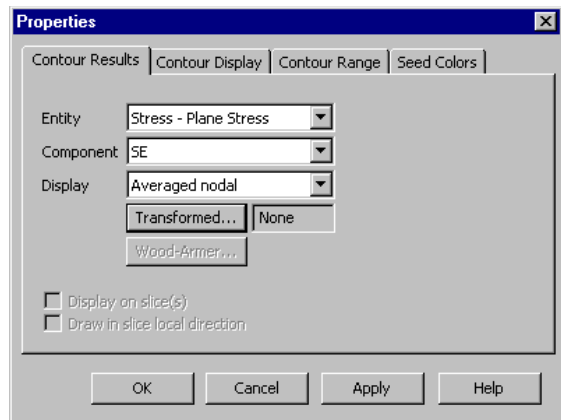 Properties
Contour Results Contour Display Contour Range Seed Colors
Entity Stress - Plane Stress
Component SE
Display Averaged nodal
Transformed... None
Wood-Armer...
Display on slice(s)
Draw in slice local direction
OK Cancel Apply Help